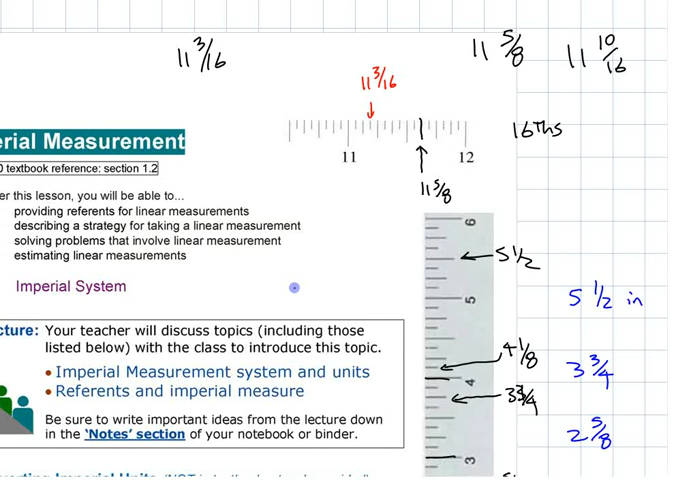 11 3/16
11 5/8
11 10/16
11 3/16
16ths
11
12
11 5/8
erial Measurement
0 textbook reference: section 1.2
er this lesson, you will be able to...
providing referents for linear measurements
describing a strategy for taking a linear measurement
solving problems that involve linear measurement
estimating linear measurements
Imperial System
6
5 1/2
5
5 1/2 in
4 1/8
4
3 3/4
3 3/4
2 5/8
3
cture: Your teacher will discuss topics (including those
listed below) with the class to introduce this topic.
• Imperial Measurement system and units
• Referents and imperial measure
Be sure to write important ideas from the lecture down
in the 'Notes' section of your notebook or binder.